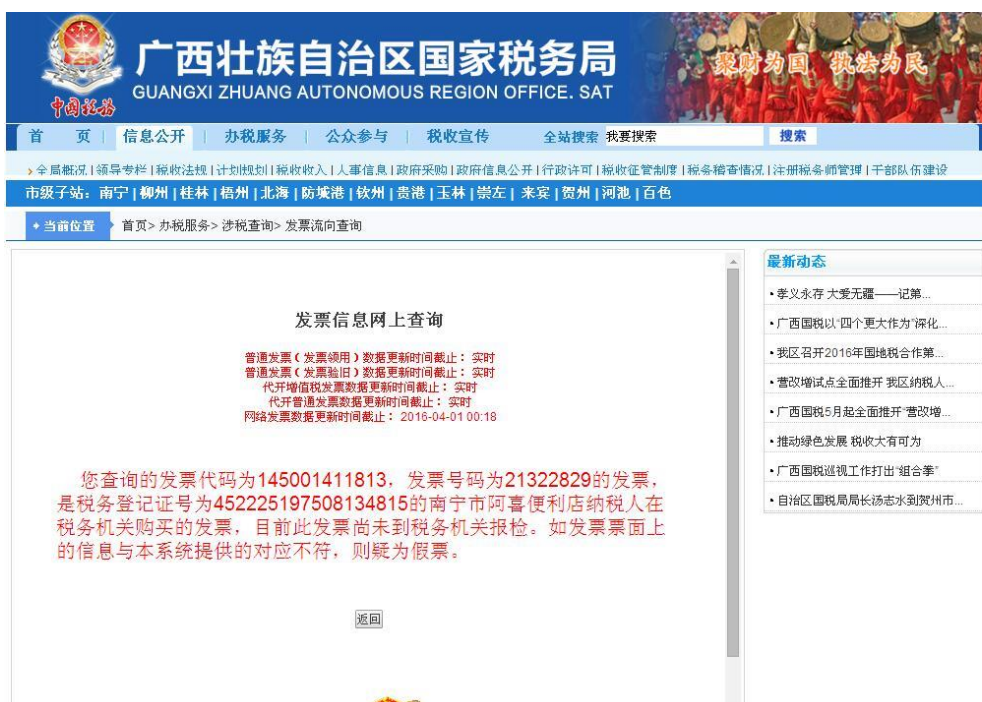 广西壮族自治区国家税务局
GUANGXI ZHUANG AUTONOMOUS REGION OFFICE. SAT
中国税务
聚财为国 执法为民
首 页 | 信息公开 | 办税服务 | 公众参与 | 税收宣传 全站搜索 我要搜索 搜索
全局概况 | 领导专栏 | 税收法规 | 计划规划 | 税收收入 | 人事信息 | 政府采购 | 政府信息公开 | 行政许可 | 税收征管制度 | 税务稽查情况 | 注册税务师管理 | 干部队伍建设
市级子站：南宁 | 柳州 | 桂林 | 梧州 | 北海 | 防城港 | 钦州 | 贵港 | 玉林 | 崇左 | 来宾 | 贺州 | 河池 | 百色
当前位置 首页> 办税服务> 涉税查询> 发票流向查询
发票信息网上查询
普通发票（发票领用）数据更新时间截止： 实时
普通发票（发票验旧）数据更新时间截止： 实时
代开增值税发票数据更新时间截止： 实时
代开普通发票数据更新时间截止： 实时
网络发票数据更新时间截止： 2016-04-01 00:18
您查询的发票代码为145001411813，发票号码为21322829的发票，
是税务登记证号为452225197508134815的南宁市阿喜便利店纳税人在
税务机关购买的发票，目前此发票尚未到税务机关报检。如发票票面上
的信息与本系统提供的对应不符，则疑为假票。
返回
最新动态
•孝义永存 大爱无疆——记第...
•广西国税以“四个更大作为”深化...
•我区召开2016年国地税合作第...
•营改增试点全面推开 我区纳税人...
•广西国税5月起全面推开“营改增...
•推动绿色发展 税收大有可为
•广西国税巡视工作打出“组合拳”
•自治区国税局局长汤志水到贺州市...